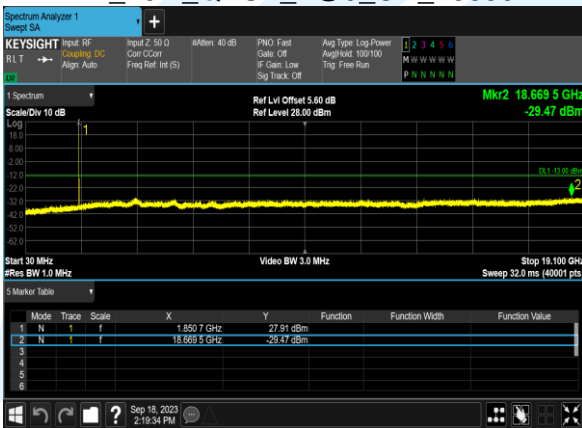 Spectrum Analyzer 1
Swept SA
+
KEYSIGHT Input: RF Input Z: 50 Ω #Atten: 40 dB PNO: Fast Avg Type: Log-Power 1 2 3 4 5 6
RLT Coupling: DC Corr CCorr Gate: Off Avg|Hold: 100/100 M W W W W W
Align: Auto Freq Ref: Int (S) IF Gain: Low Trig: Free Run
Sig Track: Off P N N N N N
LW
1 Spectrum Ref Lvl Offset 5.60 dB Mkr2 18.669 5 GHz
Scale/Div 10 dB Ref Level 28.00 dBm -29.47 dBm
Log
18.0
8.00
-2.00
-12.0
-22.0
-32.0
-42.0
-52.0
-62.0
1
DL1 -13.00 dBm
2
Start 30 MHz Video BW 3.0 MHz Stop 19.100 GHz
#Res BW 1.0 MHz Sweep 32.0 ms (40001 pts)
5 Marker Table
Mode Trace Scale X Y Function Function Width Function Value
1 N 1 f 1.850 7 GHz 27.91 dBm
2 N 1 f 18.669 5 GHz -29.47 dBm
3
4
5
6
? Sep 18, 2023
2:19:34 PM